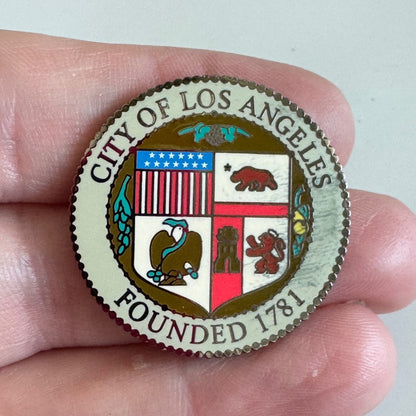 CITY OF LOS ANGELES
FOUNDED 1781